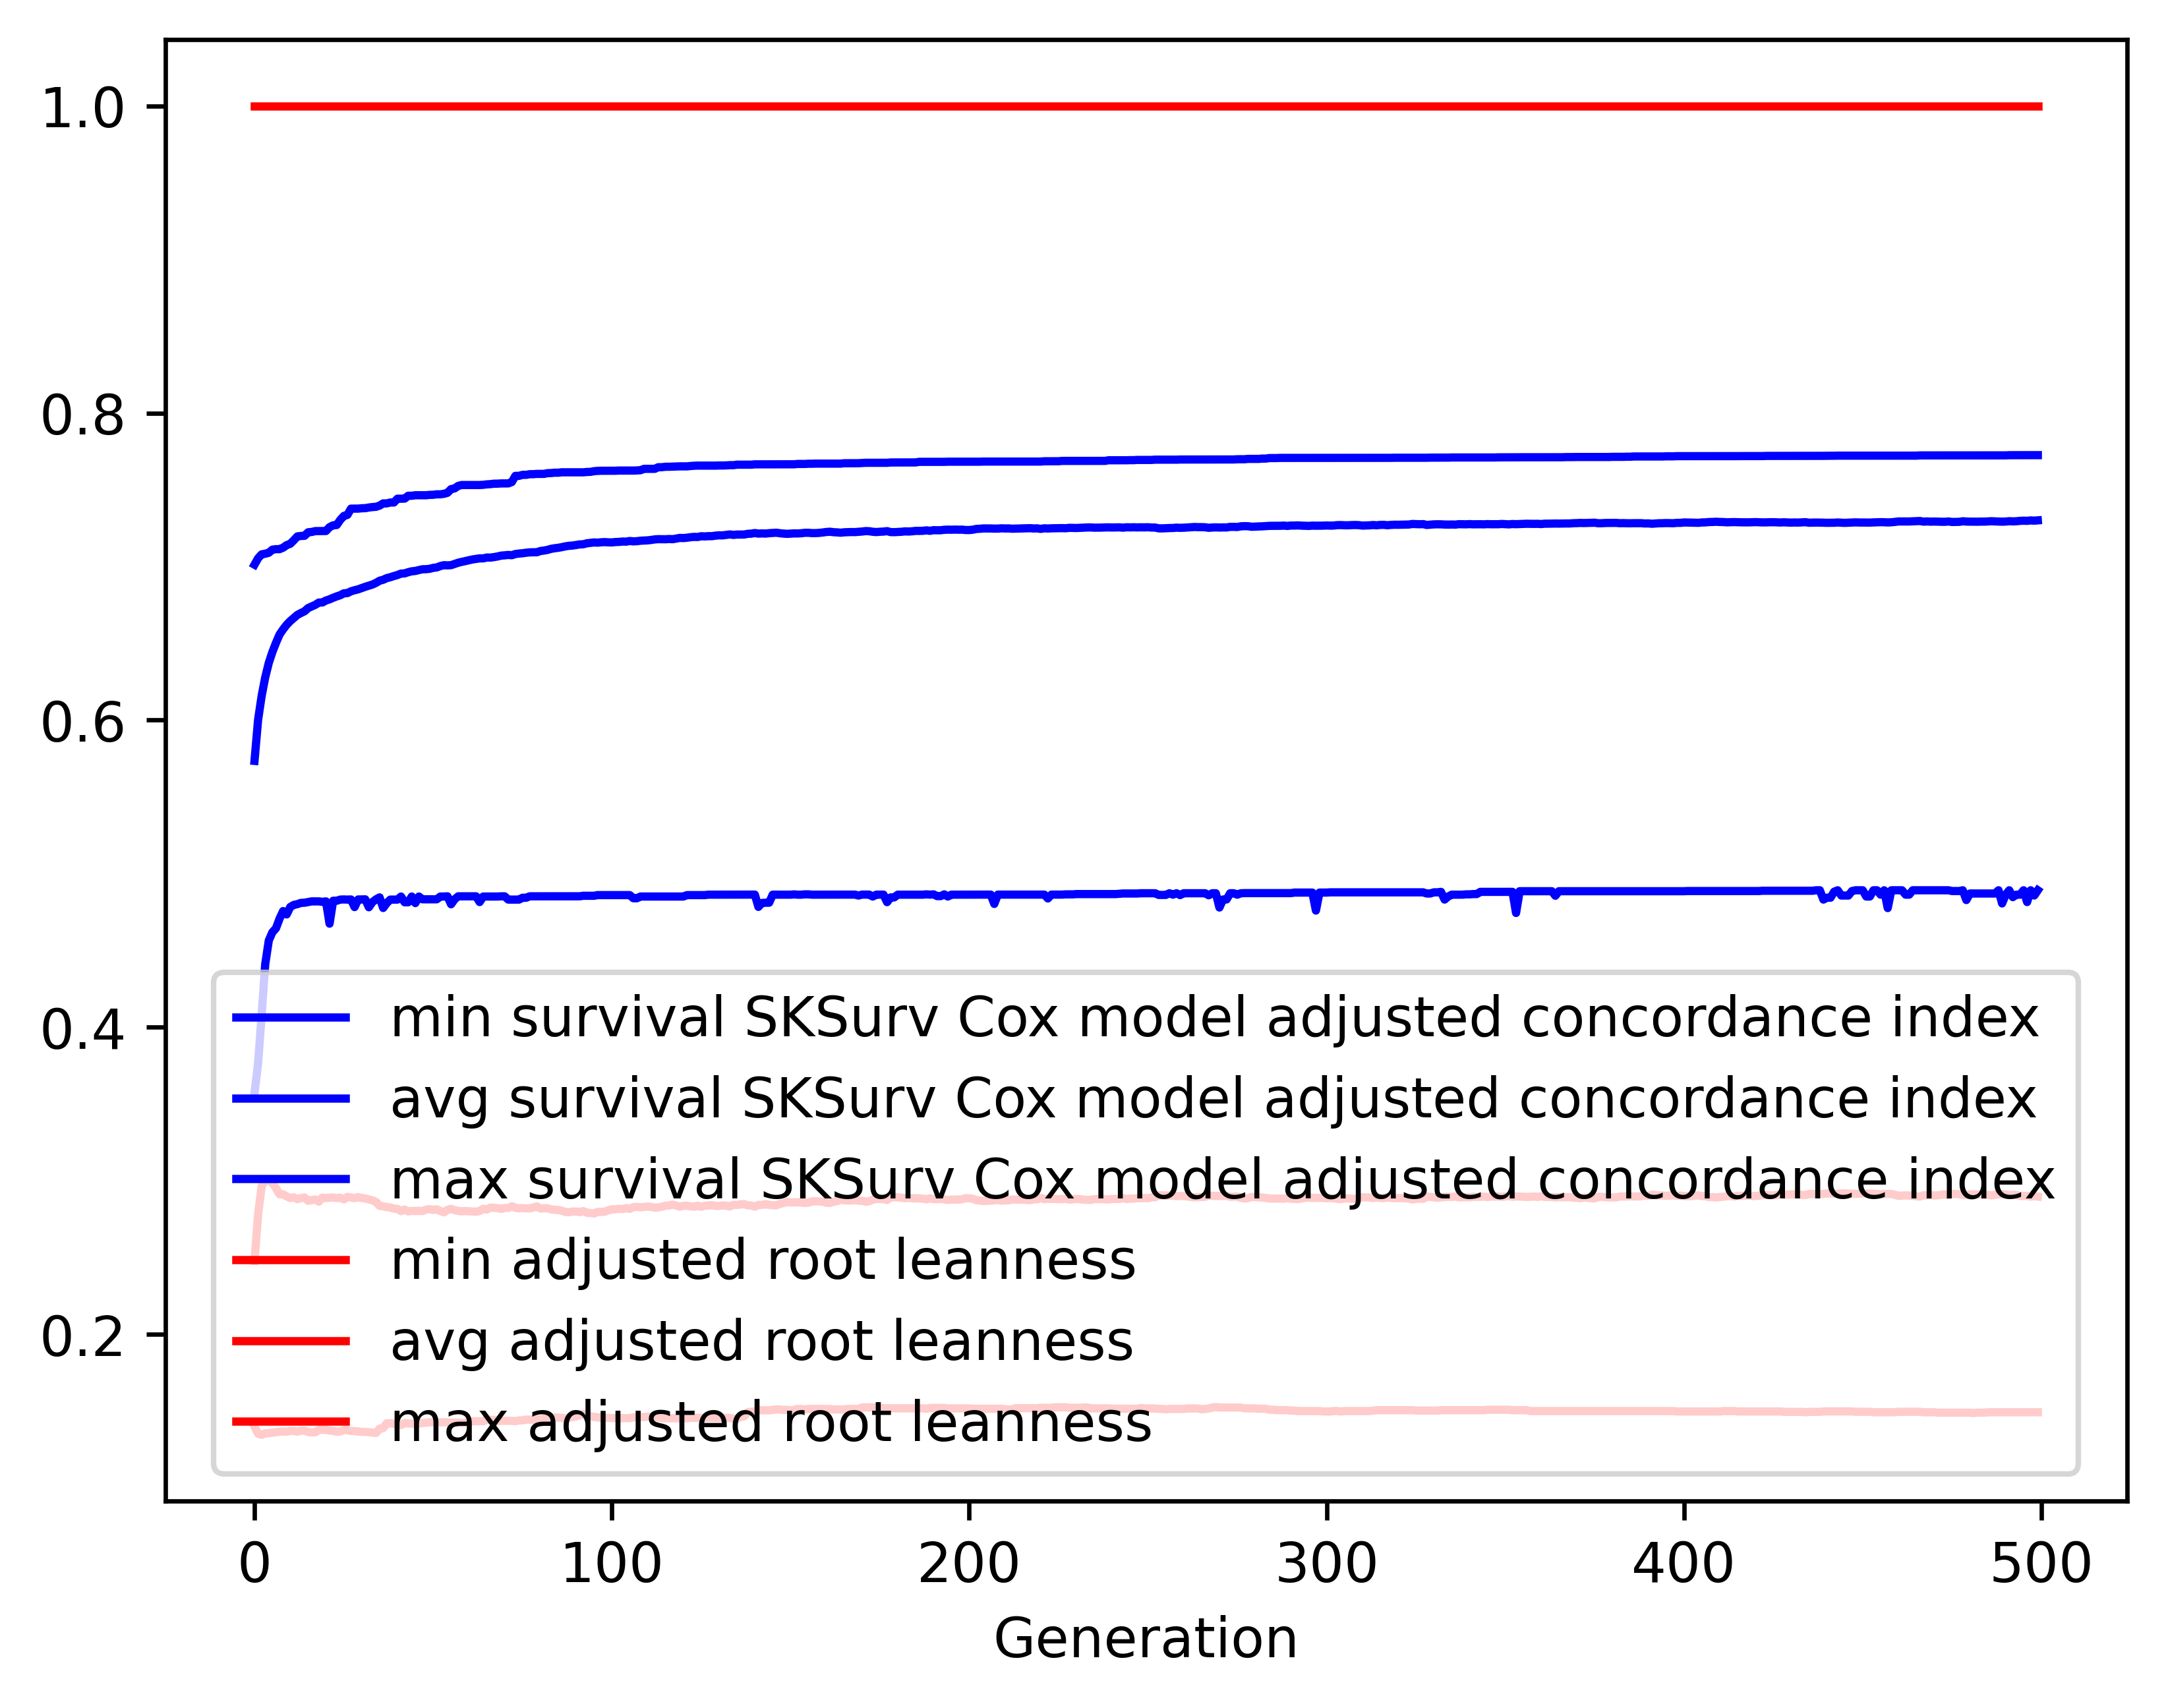 1.0
0.8
0.6
0.4
0.2
min survival SKSurv Cox model adjusted concordance index
avg survival SKSurv Cox model adjusted concordance index
max survival SKSurv Cox model adjusted concordance index
min adjusted root leanness
avg adjusted root leanness
max adjusted root leanness
0 100 200 300 400 500
Generation